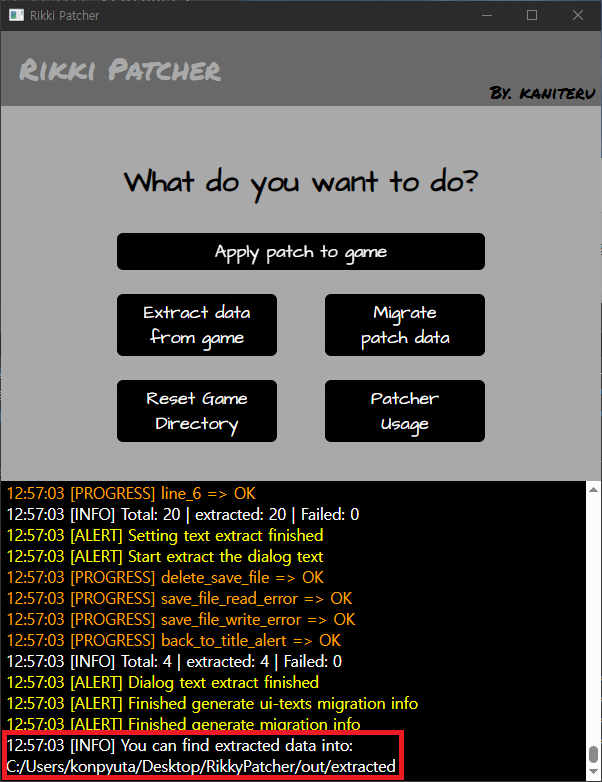 Rikki Patcher
Rikki Patcher
By. kaniteru
What do you want to do?
Apply patch to game
Extract data
from game
Migrate
patch data
Reset Game
Directory
Patcher
Usage
12:57:03 [PROGRESS] line_6 => OK
12:57:03 [INFO] Total: 20 | extracted: 20 | Failed: 0
12:57:03 [ALERT] Setting text extract finished
12:57:03 [ALERT] Start extract the dialog text
12:57:03 [PROGRESS] delete_save_file => OK
12:57:03 [PROGRESS] save_file_read_error => OK
12:57:03 [PROGRESS] save_file_write_error => OK
12:57:03 [PROGRESS] back_to_title_alert => OK
12:57:03 [INFO] Total: 4 | extracted: 4 | Failed: 0
12:57:03 [ALERT] Dialog text extract finished
12:57:03 [ALERT] Finished generate ui-texts migration info
12:57:03 [ALERT] Finished generate migration info
12:57:03 [INFO] You can find extracted data into:
C:/Users/konpyuta/Desktop/RikkyPatcher/out/extracted